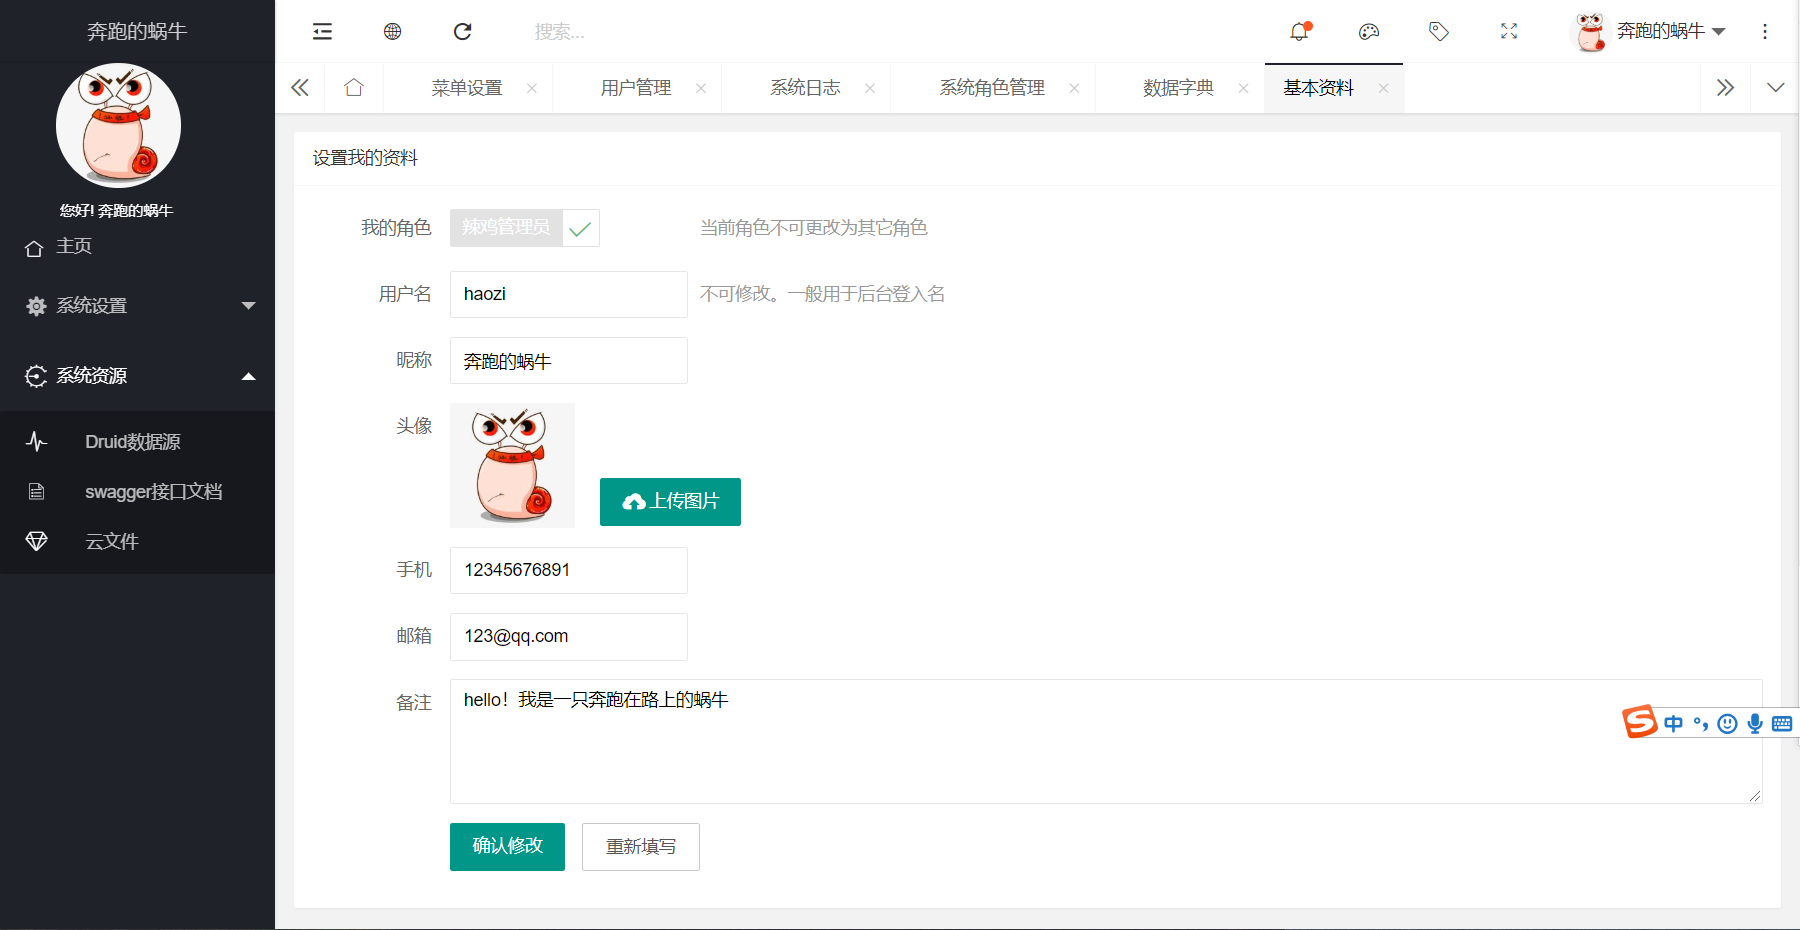 奔跑的蜗牛
您好! 奔跑的蜗牛
主页
系统设置
系统资源
Druid数据源
swagger接口文档
云文件
搜索...
奔跑的蜗牛
菜单设置
用户管理
系统日志
系统角色管理
数据字典
基本资料
设置我的资料
我的角色 辣鸡管理员 当前角色不可更改为其它角色
用户名 haozi 不可修改。一般用于后台登入名
昵称 奔跑的蜗牛
头像
上传图片
手机 12345676891
邮箱 123@qq.com
备注 hello！我是一只奔跑在路上的蜗牛
中
确认修改 重新填写